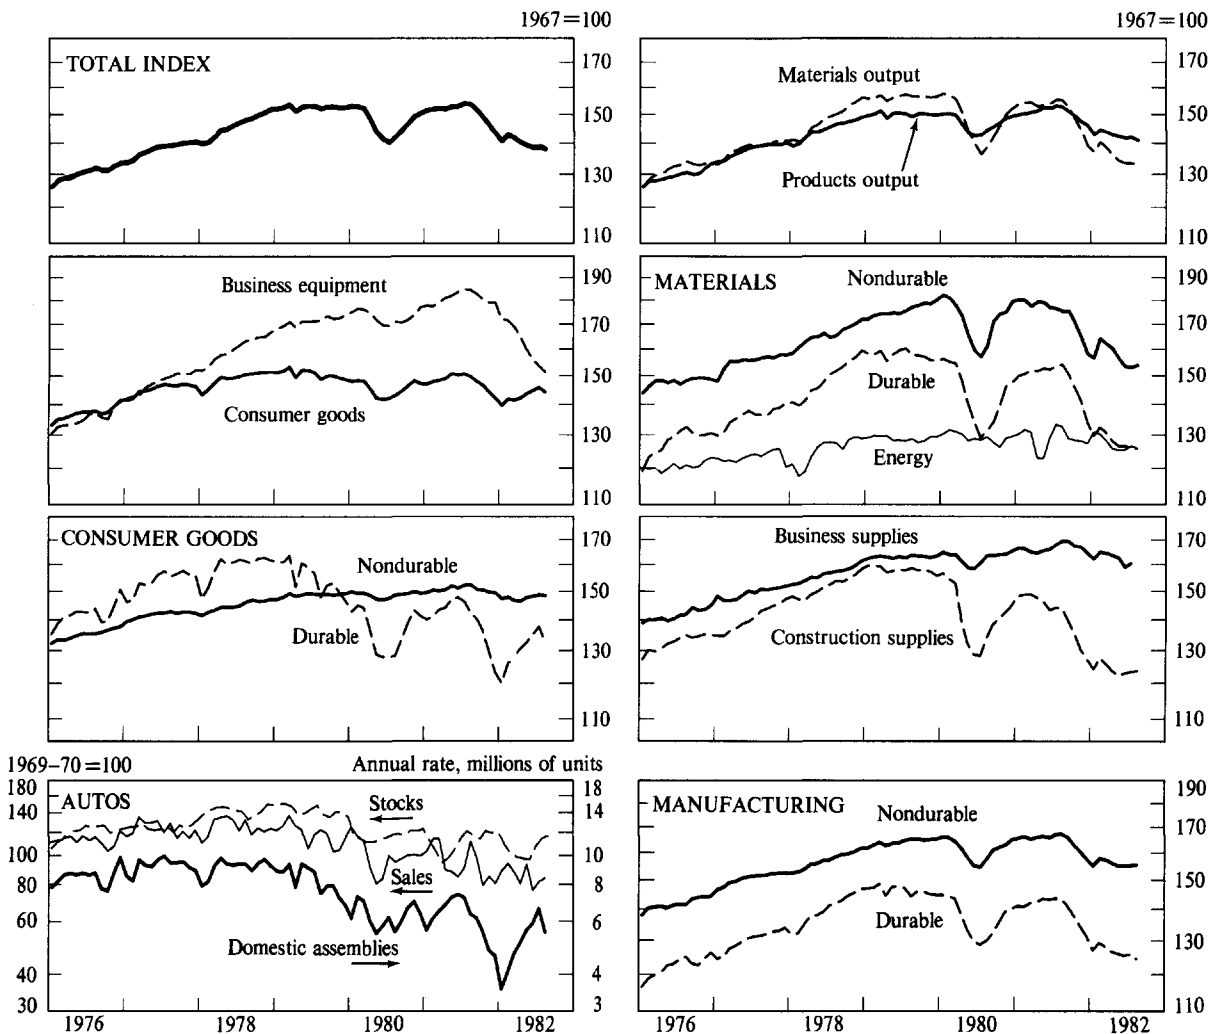 1967=100
TOTAL INDEX
170
150
130
110
1967=100
Materials output
Products output
170
150
130
110
Business equipment
Consumer goods
190
170
150
130
110
MATERIALS
Nondurable
Durable
Energy
190
170
150
130
110
CONSUMER GOODS
Nondurable
Durable
170
150
130
110
Business supplies
Construction supplies
170
150
130
110
1969–70=100
Annual rate, millions of units
AUTOS
Stocks
Sales
Domestic assemblies
180
140
100
80
60
40
30
18
14
10
8
6
4
3
1976 1978 1980 1982
MANUFACTURING
Nondurable
Durable
190
170
150
130
110
1976 1978 1980 1982